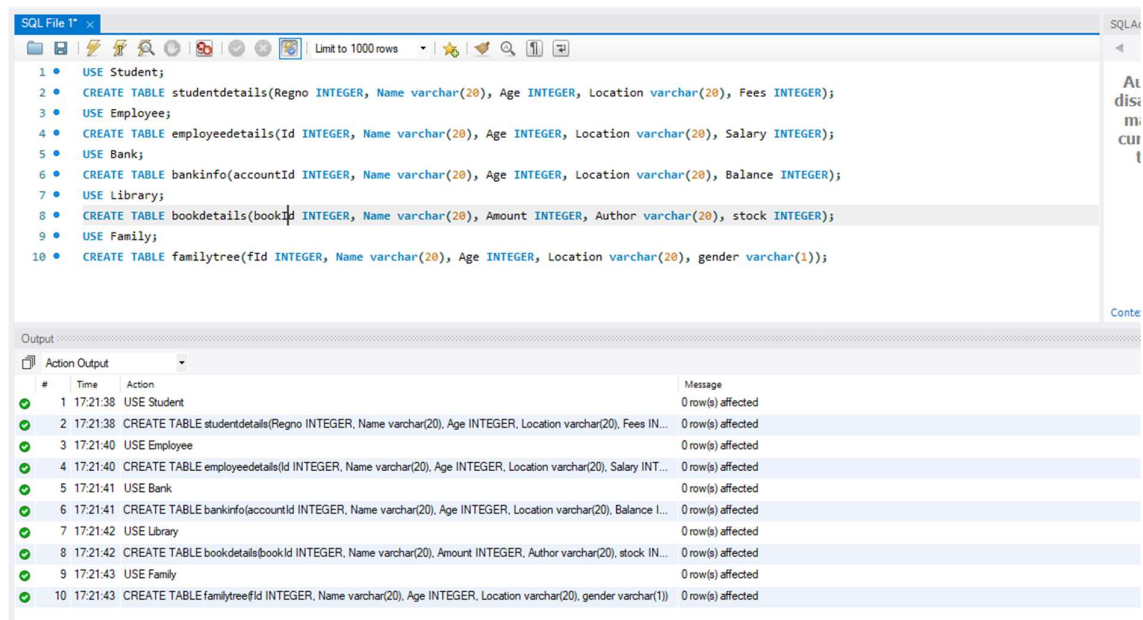 SQL File 1* ×
SQLAc
Limit to 1000 rows
1 USE Student;
2 CREATE TABLE studentdetails(Regno INTEGER, Name varchar(20), Age INTEGER, Location varchar(20), Fees INTEGER);
3 USE Employee;
4 CREATE TABLE employeedetails(Id INTEGER, Name varchar(20), Age INTEGER, Location varchar(20), Salary INTEGER);
5 USE Bank;
6 CREATE TABLE bankinfo(accountId INTEGER, Name varchar(20), Age INTEGER, Location varchar(20), Balance INTEGER);
7 USE Library;
8 CREATE TABLE bookdetails(bookId INTEGER, Name varchar(20), Amount INTEGER, Author varchar(20), stock INTEGER);
9 USE Family;
10 CREATE TABLE familytree(fId INTEGER, Name varchar(20), Age INTEGER, Location varchar(20), gender varchar(1));
Au
disa
ma
cur
t
Conte
Output
Action Output
# Time Action Message
1 17:21:38 USE Student 0 row(s) affected
2 17:21:38 CREATE TABLE studentdetails(Regno INTEGER, Name varchar(20), Age INTEGER, Location varchar(20), Fees IN... 0 row(s) affected
3 17:21:40 USE Employee 0 row(s) affected
4 17:21:40 CREATE TABLE employeedetails(Id INTEGER, Name varchar(20), Age INTEGER, Location varchar(20), Salary INT... 0 row(s) affected
5 17:21:41 USE Bank 0 row(s) affected
6 17:21:41 CREATE TABLE bankinfo(accountId INTEGER, Name varchar(20), Age INTEGER, Location varchar(20), Balance I... 0 row(s) affected
7 17:21:42 USE Library 0 row(s) affected
8 17:21:42 CREATE TABLE bookdetails(bookId INTEGER, Name varchar(20), Amount INTEGER, Author varchar(20), stock IN... 0 row(s) affected
9 17:21:43 USE Family 0 row(s) affected
10 17:21:43 CREATE TABLE familytree(fId INTEGER, Name varchar(20), Age INTEGER, Location varchar(20), gender varchar(1)) 0 row(s) affected